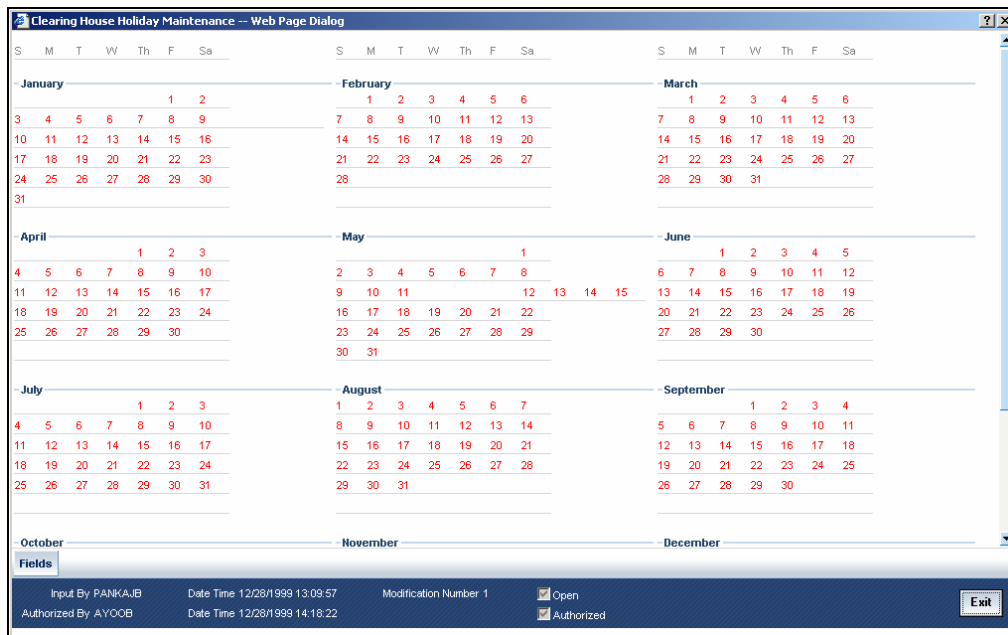 Clearing House Holiday Maintenance -- Web Page Dialog
S M T W Th F Sa S M T W Th F Sa S M T W Th F Sa
January February March
1 2 1 2 3 4 5 6 1 2 3 4 5 6
3 4 5 6 7 8 9 7 8 9 10 11 12 13 7 8 9 10 11 12 13
10 11 12 13 14 15 16 14 15 16 17 18 19 20 14 15 16 17 18 19 20
17 18 19 20 21 22 23 21 22 23 24 25 26 27 21 22 23 24 25 26 27
24 25 26 27 28 29 30 28 28 29 30 31
31
April May June
1 2 3 1 1 2 3 4 5
4 5 6 7 8 9 10 2 3 4 5 6 7 8 6 7 8 9 10 11 12
11 12 13 14 15 16 17 9 10 11 12 13 14 15 13 14 15 16 17 18 19
18 19 20 21 22 23 24 16 17 18 19 20 21 22 20 21 22 23 24 25 26
25 26 27 28 29 30 23 24 25 26 27 28 29 27 28 29 30
30 31
July August September
1 2 3 1 2 3 4 5 6 7 1 2 3 4
4 5 6 7 8 9 10 8 9 10 11 12 13 14 5 6 7 8 9 10 11
11 12 13 14 15 16 17 15 16 17 18 19 20 21 12 13 14 15 16 17 18
18 19 20 21 22 23 24 22 23 24 25 26 27 28 19 20 21 22 23 24 25
25 26 27 28 29 30 31 29 30 31 26 27 28 29 30
October November December
Fields
Input By PANKAJB Date Time 12/28/1999 13:09:57 Modification Number 1 Open
Authorized By AYOOB Date Time 12/28/1999 14:18:22 Authorized
Exit